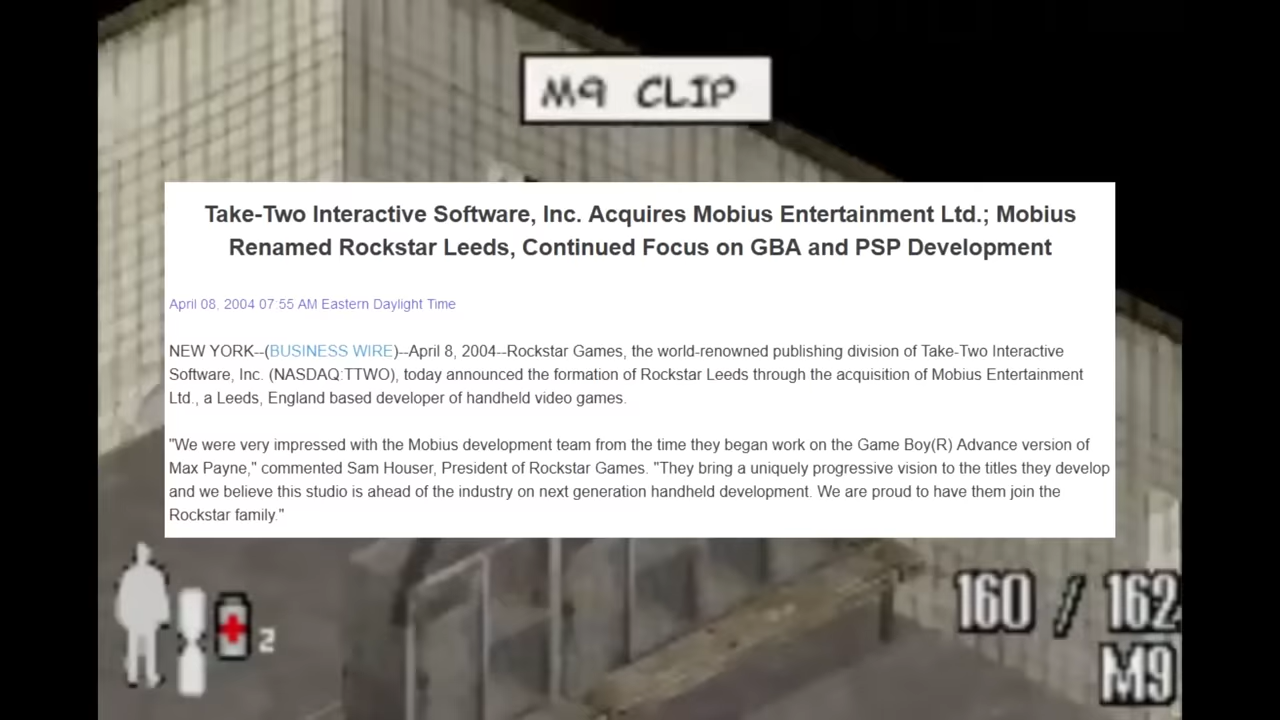 M9 CLIP
Take-Two Interactive Software, Inc. Acquires Mobius Entertainment Ltd.; Mobius
Renamed Rockstar Leeds, Continued Focus on GBA and PSP Development
April 08, 2004 07:55 AM Eastern Daylight Time
NEW YORK--(BUSINESS WIRE)--April 8, 2004--Rockstar Games, the world-renowned publishing division of Take-Two Interactive
Software, Inc. (NASDAQ:TTWO), today announced the formation of Rockstar Leeds through the acquisition of Mobius Entertainment
Ltd., a Leeds, England based developer of handheld video games.
"We were very impressed with the Mobius development team from the time they began work on the Game Boy(R) Advance version of
Max Payne," commented Sam Houser, President of Rockstar Games. "They bring a uniquely progressive vision to the titles they develop
and we believe this studio is ahead of the industry on next generation handheld development. We are proud to have them join the
Rockstar family."
2
160 / 162
M9